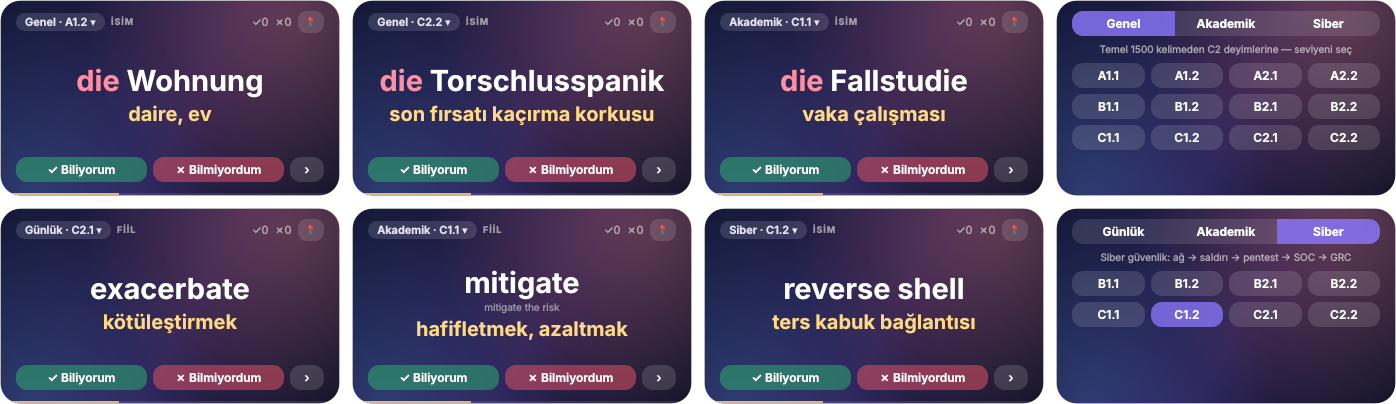 Genel · A1.2 ▾ İSİM ✓0 ×0
die Wohnung
daire, ev
✓ Biliyorum × Bilmiyordum ›
Genel · C2.2 ▾ İSİM ✓0 ×0
die Torschlusspanik
son fırsatı kaçırma korkusu
✓ Biliyorum × Bilmiyordum ›
Akademik · C1.1 ▾ İSİM ✓0 ×0
die Fallstudie
vaka çalışması
✓ Biliyorum × Bilmiyordum ›
Genel Akademik Siber
Temel 1500 kelimeden C2 deyimlerine — seviyeni seç
A1.1 A1.2 A2.1 A2.2
B1.1 B1.2 B2.1 B2.2
C1.1 C1.2 C2.1 C2.2
Günlük · C2.1 ▾ FİİL ✓0 ×0
exacerbate
kötüleştirmek
✓ Biliyorum × Bilmiyordum ›
Akademik · C1.1 ▾ FİİL ✓0 ×0
mitigate
mitigate the risk
hafifletmek, azaltmak
✓ Biliyorum × Bilmiyordum ›
Siber · C1.2 ▾ İSİM ✓0 ×0
reverse shell
ters kabuk bağlantısı
✓ Biliyorum × Bilmiyordum ›
Günlük Akademik Siber
Siber güvenlik: ağ → saldırı → pentest → SOC → GRC
B1.1 B1.2 B2.1 B2.2
C1.1 C1.2 C2.1 C2.2